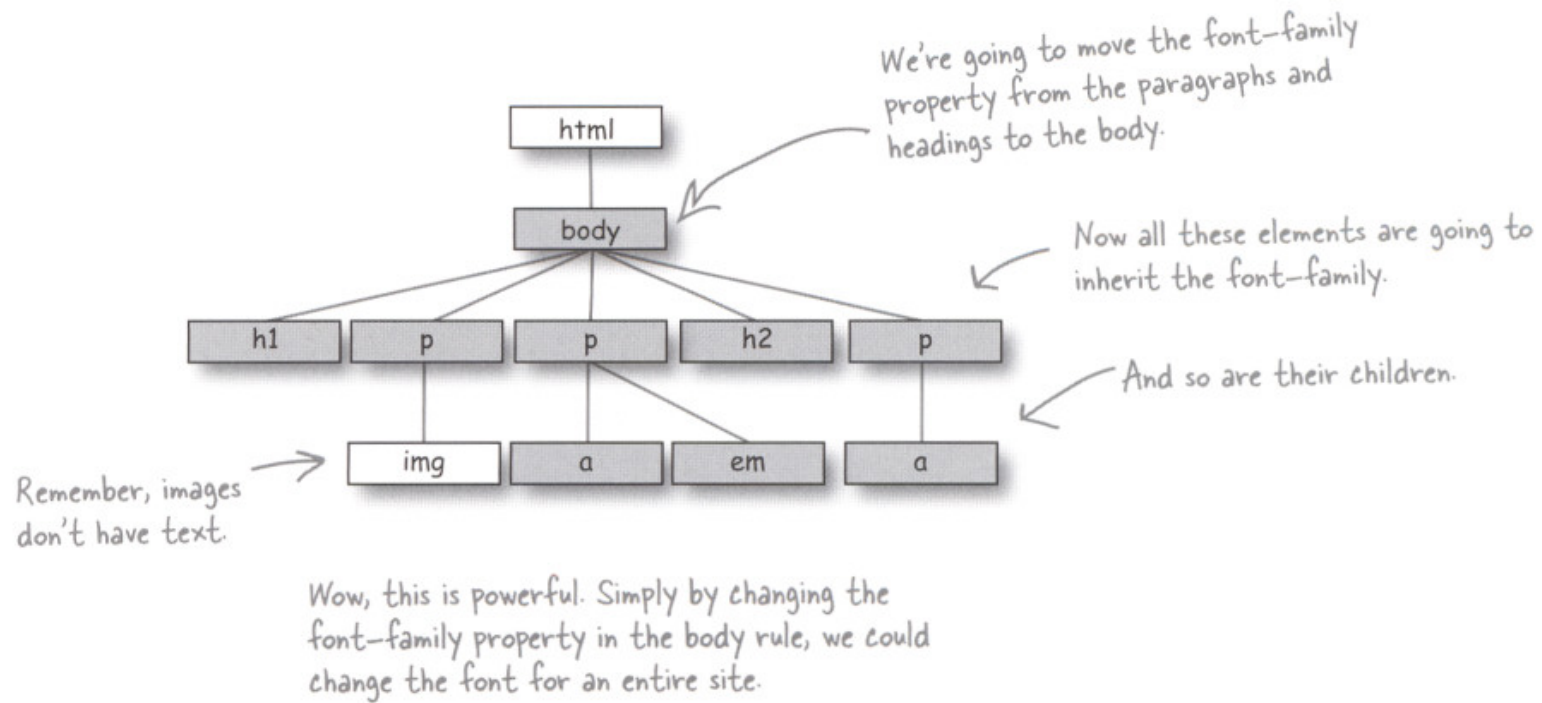 We're going to move the font-family
property from the paragraphs and
headings to the body.
html
body
Now all these elements are going to
inherit the font-family.
h1
p
p
h2
p
And so are their children.
img
a
em
a
Remember, images
don't have text.
Wow, this is powerful. Simply by changing the
font-family property in the body rule, we could
change the font for an entire site.